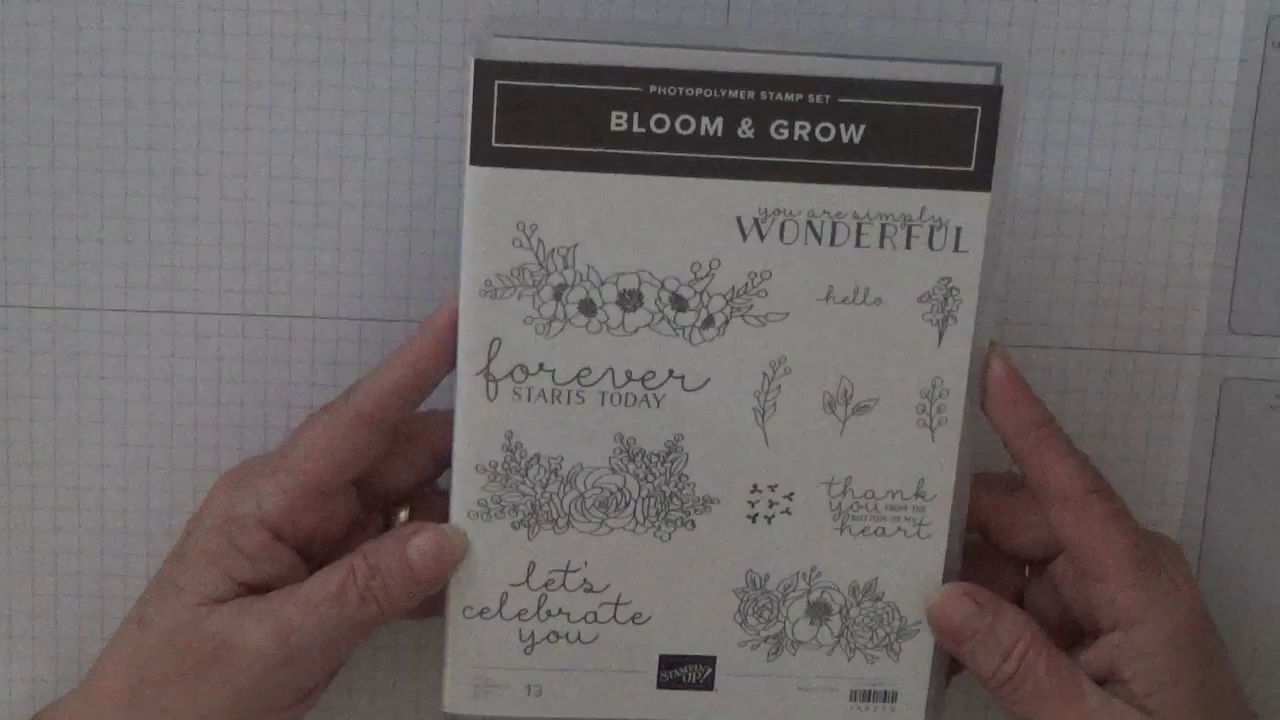 PHOTOPOLYMER STAMP SET
BLOOM & GROW
you are simply
WONDERFUL
hello
forever
STARTS TODAY
thank
you FROM THE
BOTTOM OF MY
heart
let's
celebrate
you
STAMPIN' UP!
13